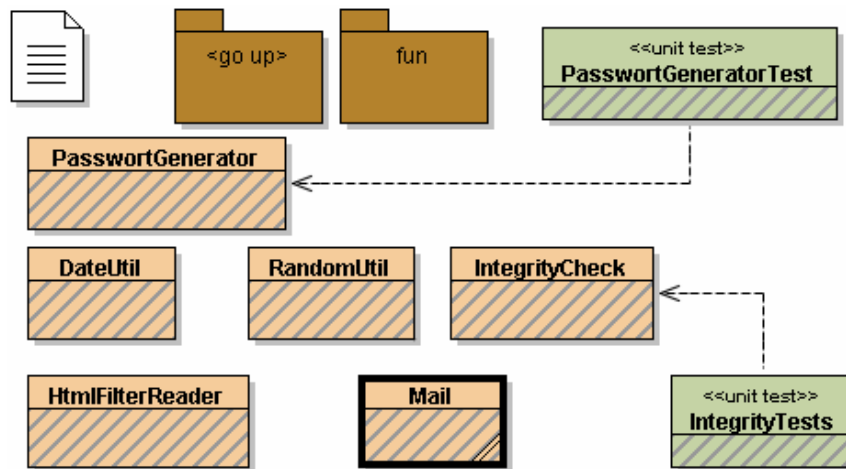 <go up>
fun
<<unit test>>
PasswortGeneratorTest
PasswortGenerator
DateUtil
RandomUtil
IntegrityCheck
HtmlFilterReader
Mail
<<unit test>>
IntegrityTests